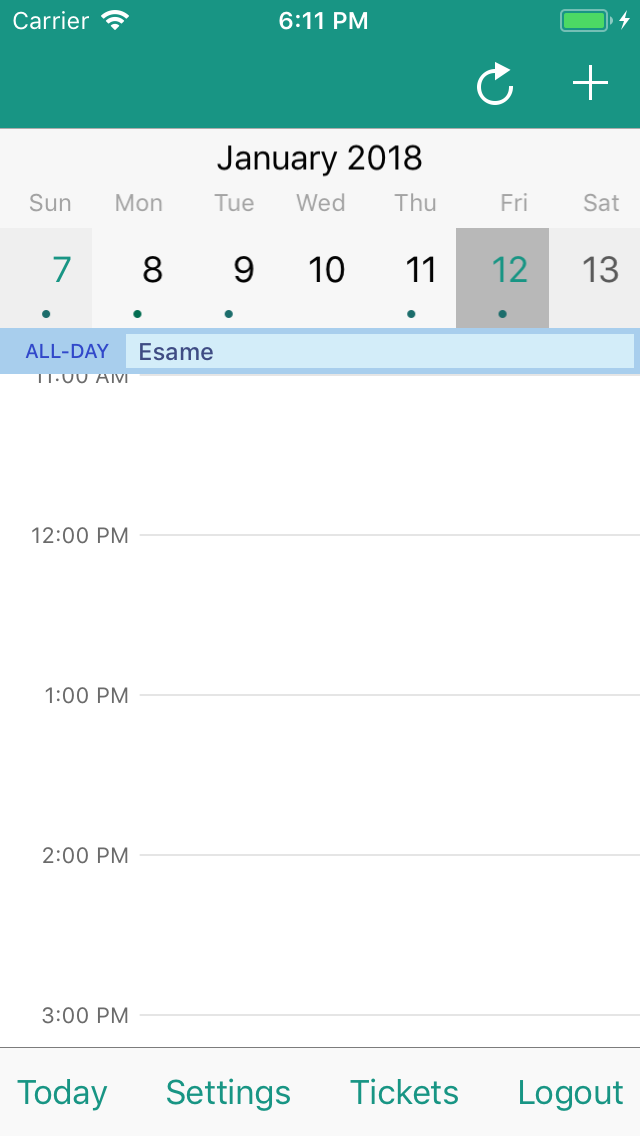 Carrier 6:11 PM
January 2018
Sun Mon Tue Wed Thu Fri Sat
7 8 9 10 11 12 13
ALL-DAY Esame
11:00 AM
12:00 PM
1:00 PM
2:00 PM
3:00 PM
Today Settings Tickets Logout